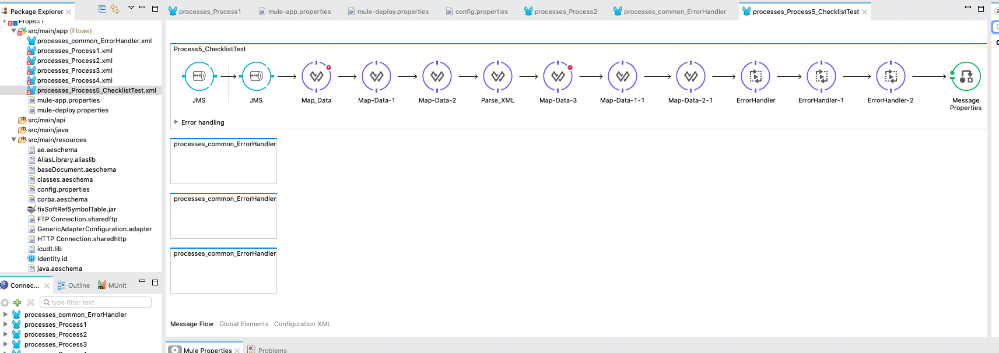 Package Explorer
processes_Process1
mule-app.properties
mule-deploy.properties
config.properties
processes_Process2
processes_common_ErrorHandler
processes_Process5_ChecklistTest
Project1
src/main/app (Flows)
processes_common_ErrorHandler.xml
processes_Process1.xml
processes_Process2.xml
processes_Process3.xml
processes_Process4.xml
processes_Process5_ChecklistTest.xml
mule-app.properties
mule-deploy.properties
src/main/api
src/main/java
src/main/resources
ae.aeschema
AliasLibrary.aliaslib
baseDocument.aeschema
classes.aeschema
config.properties
corba.aeschema
fixSoftRefSymbolTable.jar
FTP Connection.sharedftp
GenericAdapterConfiguration.adapter
HTTP Connection.sharedhttp
icudt.lib
Identity.id
java.aeschema
Process5_ChecklistTest
JMS
JMS
Map_Data
Map-Data-1
Map-Data-2
Parse_XML
Map-Data-3
Map-Data-1-1
Map-Data-2-1
ErrorHandler
ErrorHandler-1
ErrorHandler-2
Message
Properties
Error handling
processes_common_ErrorHandler
processes_common_ErrorHandler
processes_common_ErrorHandler
Message Flow
Global Elements
Configuration XML
Connec...
Outline
MUnit
type filter text
processes_common_ErrorHandler
processes_Process1
processes_Process2
processes_Process3
Mule Properties
Problems